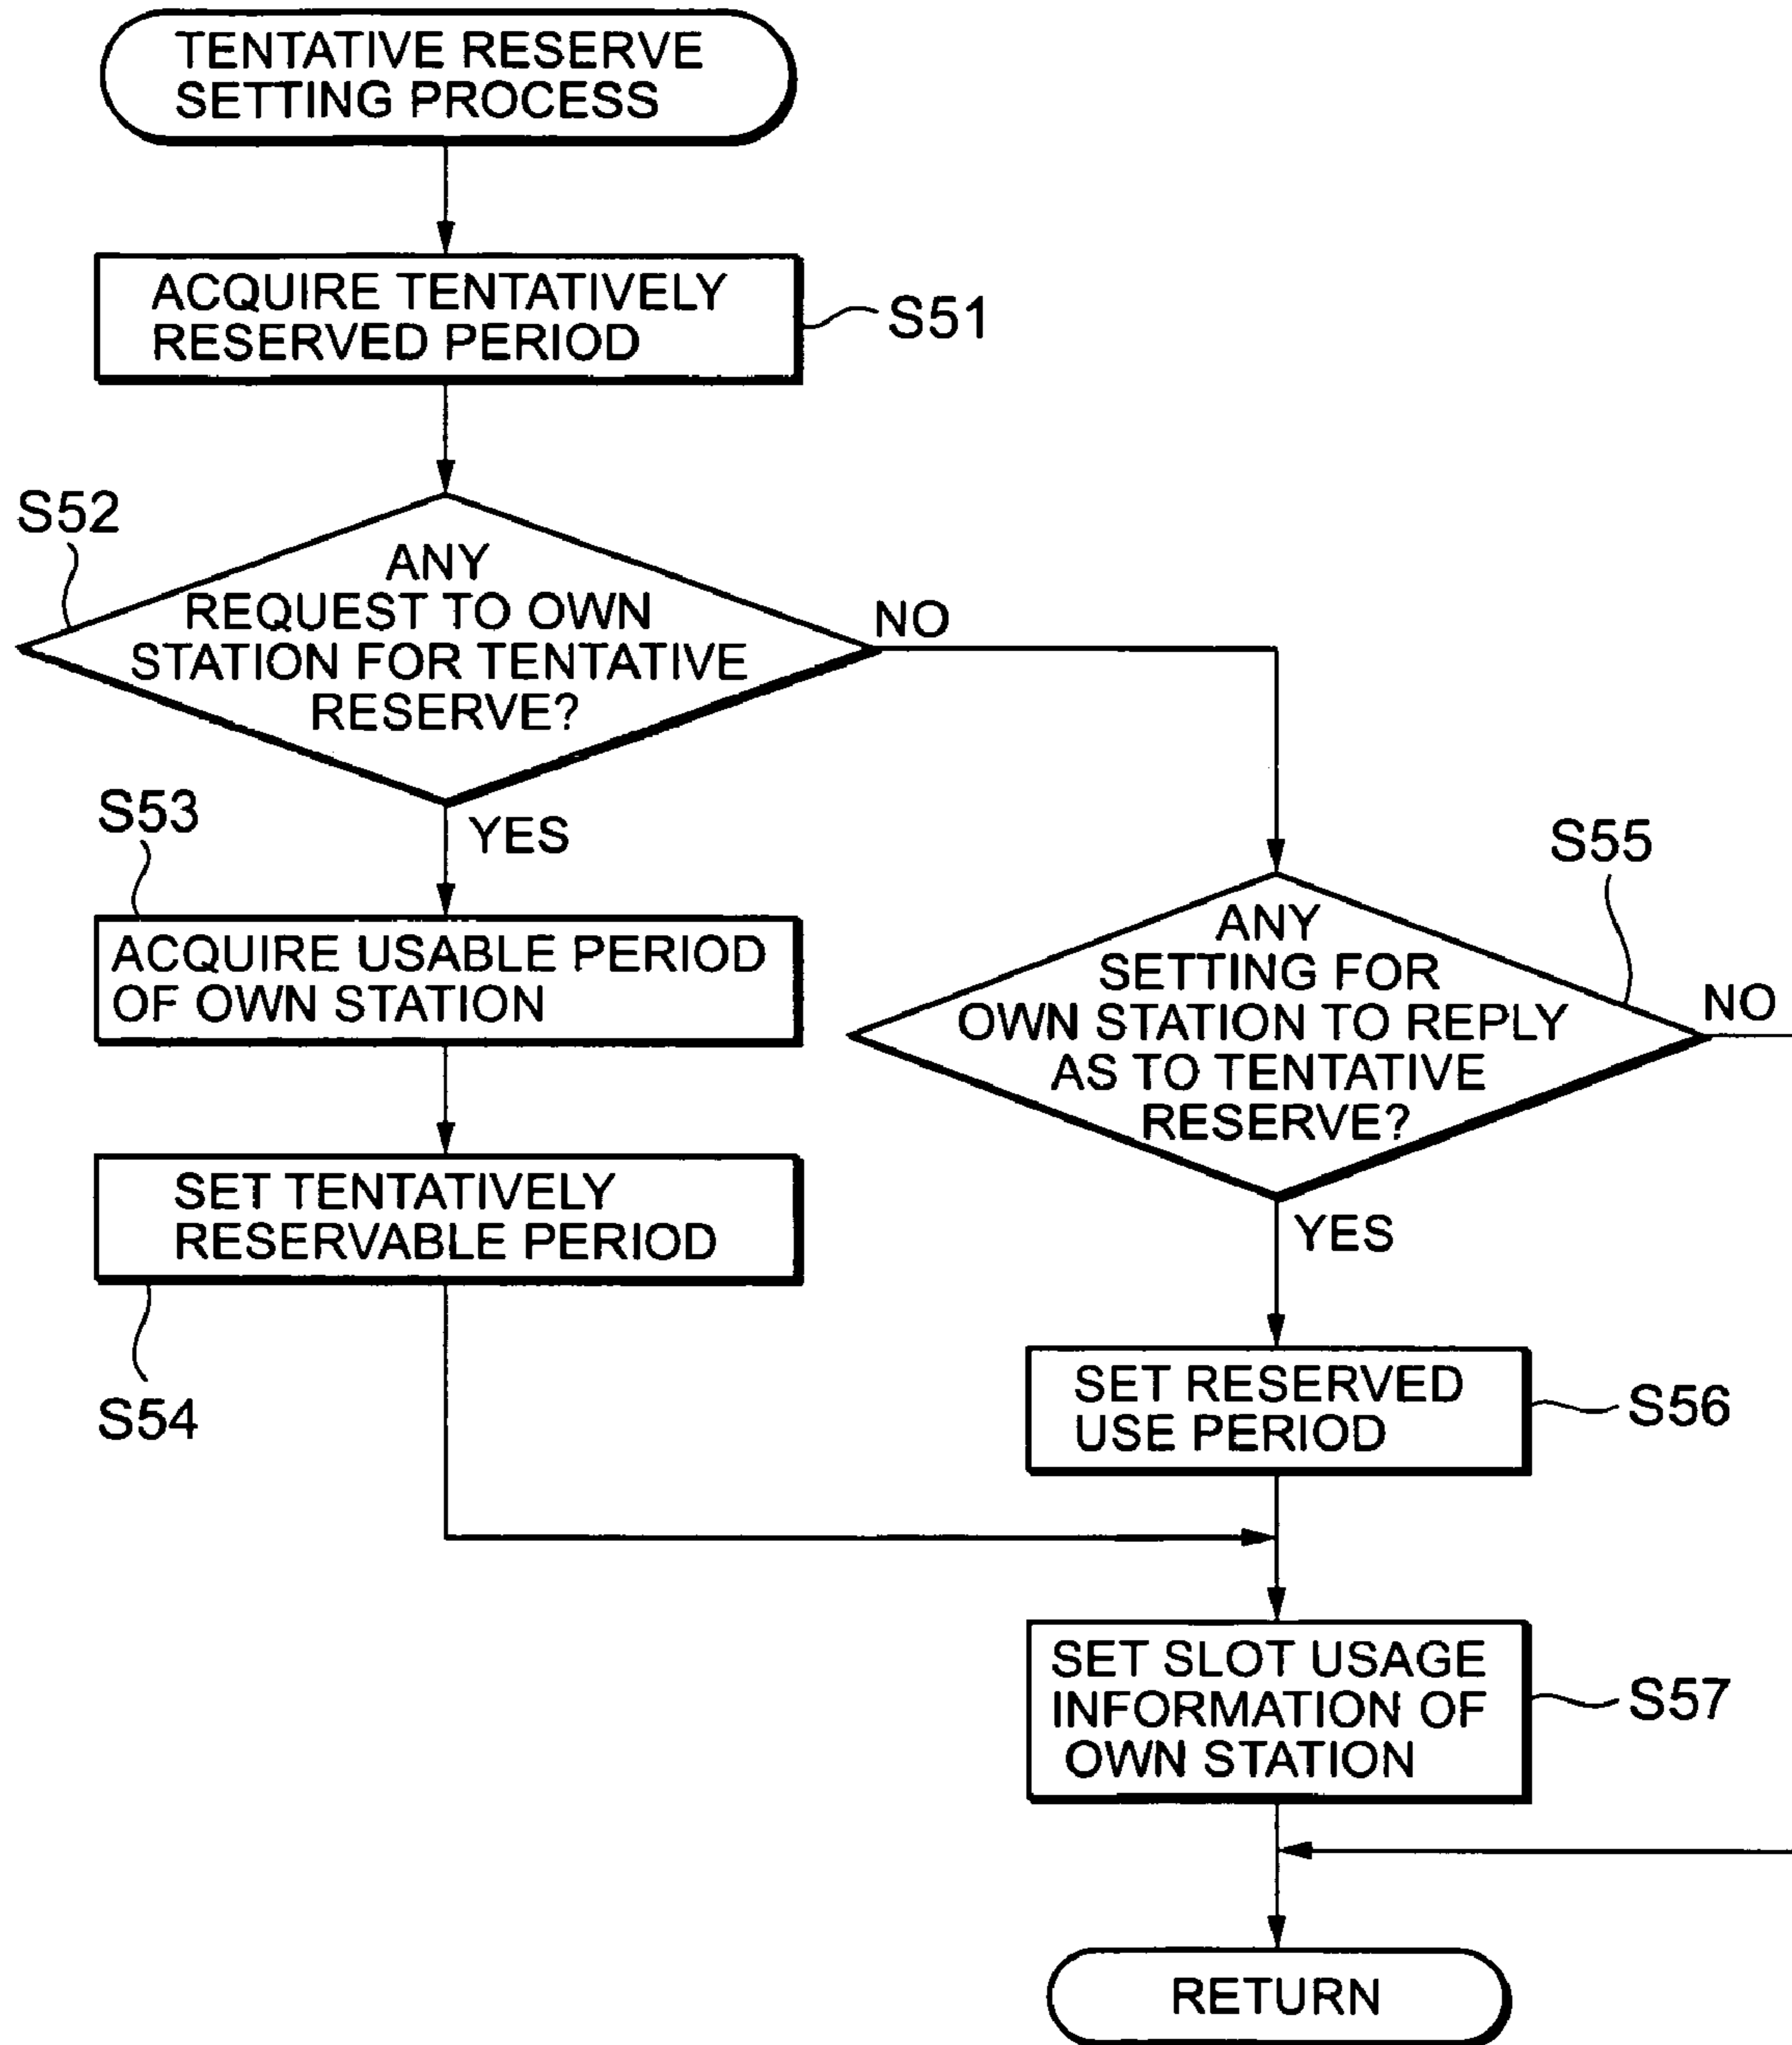 TENTATIVE RESERVE
SETTING PROCESS
ACQUIRE TENTATIVELY
RESERVED PERIOD
S51
S52
ANY
REQUEST TO OWN
STATION FOR TENTATIVE
RESERVE?
NO
YES
S53
ACQUIRE USABLE PERIOD
OF OWN STATION
SET TENTATIVELY
RESERVABLE PERIOD
S54
S55
ANY
SETTING FOR
OWN STATION TO REPLY
AS TO TENTATIVE
RESERVE?
NO
YES
SET RESERVED
USE PERIOD
S56
SET SLOT USAGE
INFORMATION OF
OWN STATION
S57
RETURN